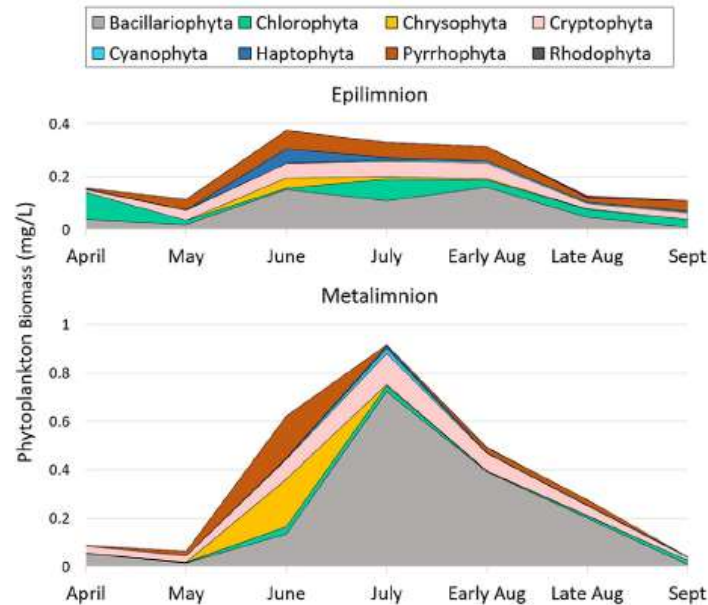 Bacillariophyta Chlorophyta Chrysophyta Cryptophyta
Cyanophyta Haptophyta Pyrrhophyta Rhodophyta
Epilimnion
0.4
0.2
0
April May June July Early Aug Late Aug Sept
Phytoplankton Biomass (mg/L)
Metalimnion
1
0.8
0.6
0.4
0.2
0
April May June July Early Aug Late Aug Sept